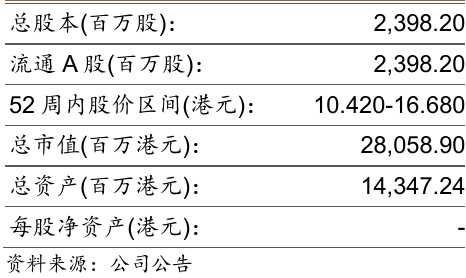 总股本(百万股): 2,398.20
流通 A 股(百万股): 2,398.20
52 周内股价区间(港元): 10.420-16.680
总市值(百万港元): 28,058.90
总资产(百万港元): 14,347.24
每股净资产(港元): -
资料来源：公司公告